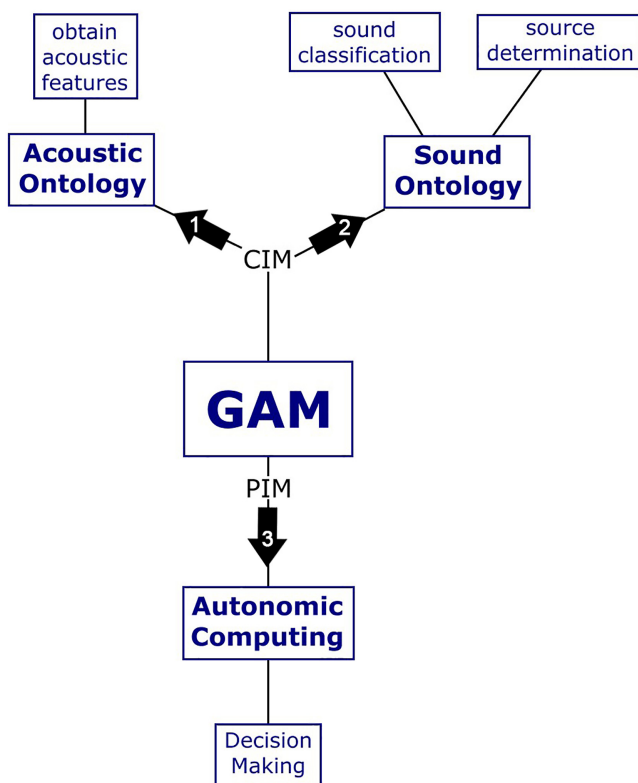 obtain
acoustic
features
sound
classification
source
determination
Acoustic
Ontology
Sound
Ontology
1
2
CIM
GAM
PIM
3
Autonomic
Computing
Decision
Making